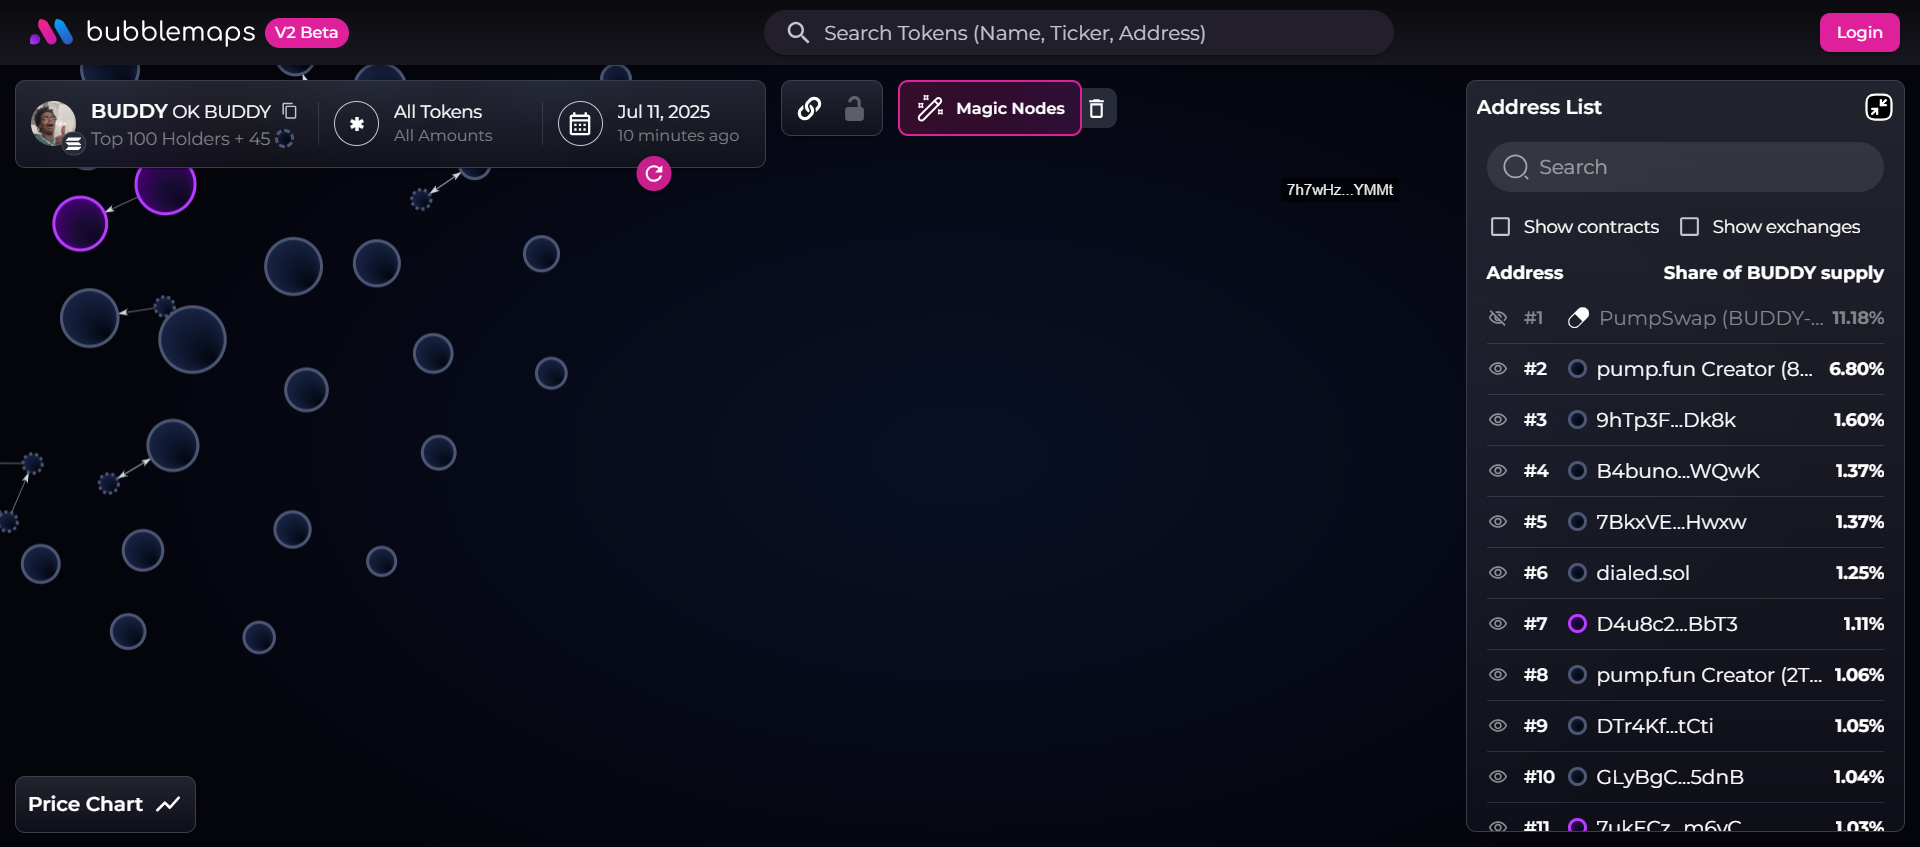 bubblemaps V2 Beta
Search Tokens (Name, Ticker, Address)
Login
BUDDY OK BUDDY
Top 100 Holders + 45
All Tokens
All Amounts
Jul 11, 2025
10 minutes ago
Magic Nodes
7h7wHz...YMMt
Address List
Search
Show contracts
Show exchanges
Address Share of BUDDY supply
#1 PumpSwap (BUDDY-... 11.18%
#2 pump.fun Creator (8... 6.80%
#3 9hTp3F...Dk8k 1.60%
#4 B4buno...WQwK 1.37%
#5 7BkxVE...Hwxw 1.37%
#6 dialed.sol 1.25%
#7 D4u8c2...BbT3 1.11%
#8 pump.fun Creator (2T... 1.06%
#9 DTr4Kf...tCti 1.05%
#10 GLyBgC...5dnB 1.04%
#11 1.03%
Price Chart